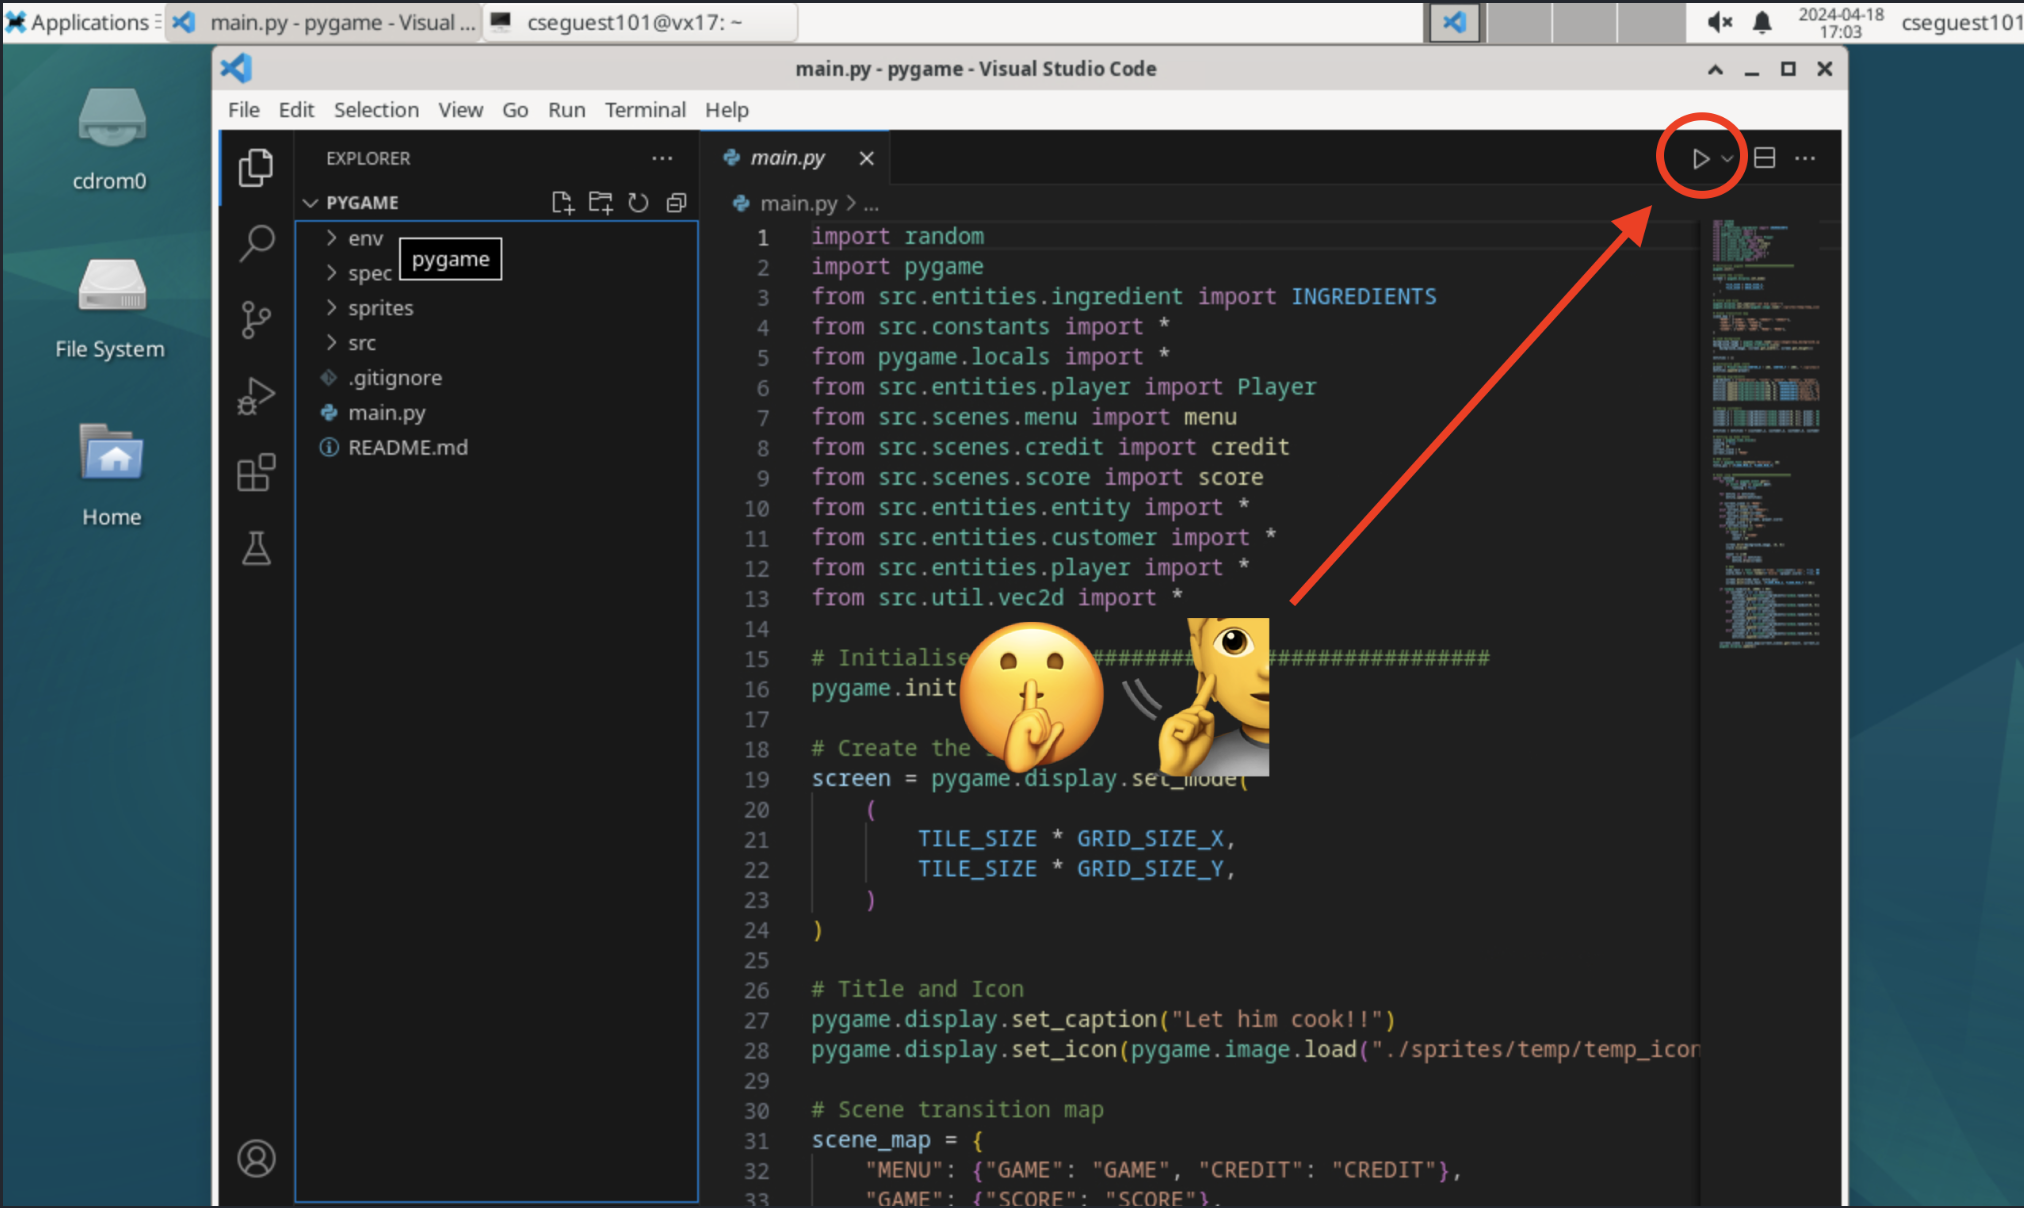 Applications
main.py - pygame - Visual ...
cseguest101@vx17: ~
2024-04-18
17:03
cseguest101
main.py - pygame - Visual Studio Code
File Edit Selection View Go Run Terminal Help
cdrom0
File System
Home
EXPLORER
PYGAME
env
pygame
spec
sprites
src
.gitignore
main.py
README.md
main.py
main.py > ...
1 import random
2 import pygame
3 from src.entities.ingredient import INGREDIENTS
4 from src.constants import *
5 from pygame.locals import *
6 from src.entities.player import Player
7 from src.scenes.menu import menu
8 from src.scenes.credit import credit
9 from src.scenes.score import score
10 from src.entities.entity import *
11 from src.entities.customer import *
12 from src.entities.player import *
13 from src.util.vec2d import *
14
15 # Initialise ####### #################
16 pygame.init
17
18 # Create the
19 screen = pygame.display.set_mode(
20 (
21 TILE_SIZE * GRID_SIZE_X,
22 TILE_SIZE * GRID_SIZE_Y,
23 )
24 )
25
26 # Title and Icon
27 pygame.display.set_caption("Let him cook!!")
28 pygame.display.set_icon(pygame.image.load("./sprites/temp/temp_icon
29
30 # Scene transition map
31 scene_map = {
32 "MENU": {"GAME": "GAME", "CREDIT": "CREDIT"},
33 "GAME": {"SCORE": "SCORE"},